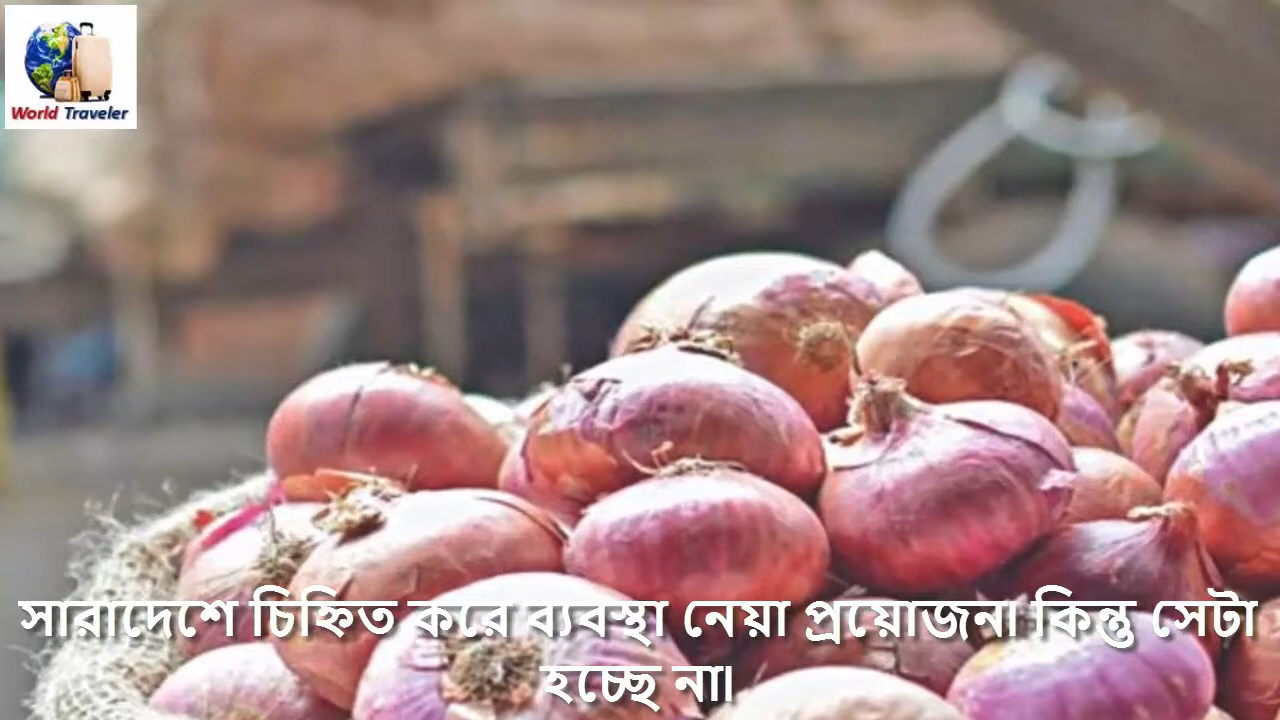 World Traveler
সারাদেশে চিহ্নিত করে ব্যবস্থা নেয়া প্রয়োজন। কিন্তু সেটা
হচ্ছে না।